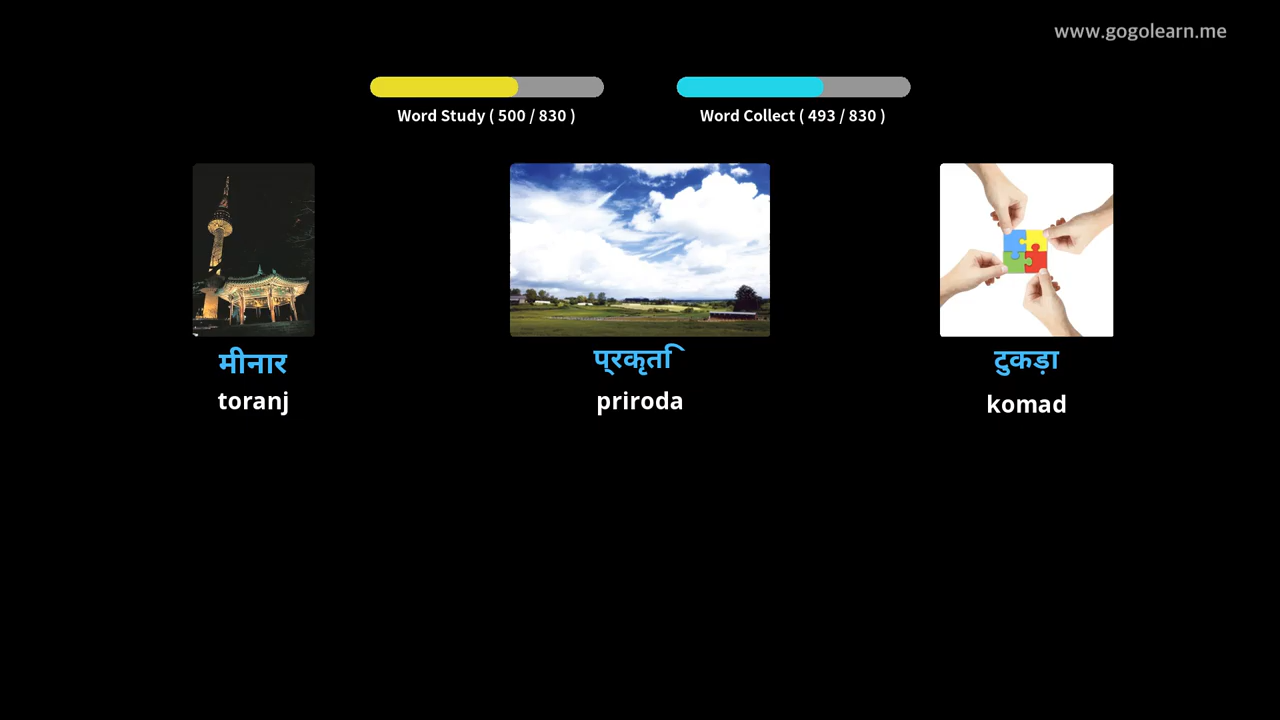 www.gogolearn.me
Word Study ( 500 / 830 )
Word Collect ( 493 / 830 )
मीनार
प्रकृति
टुकड़ा
toranj
priroda
komad